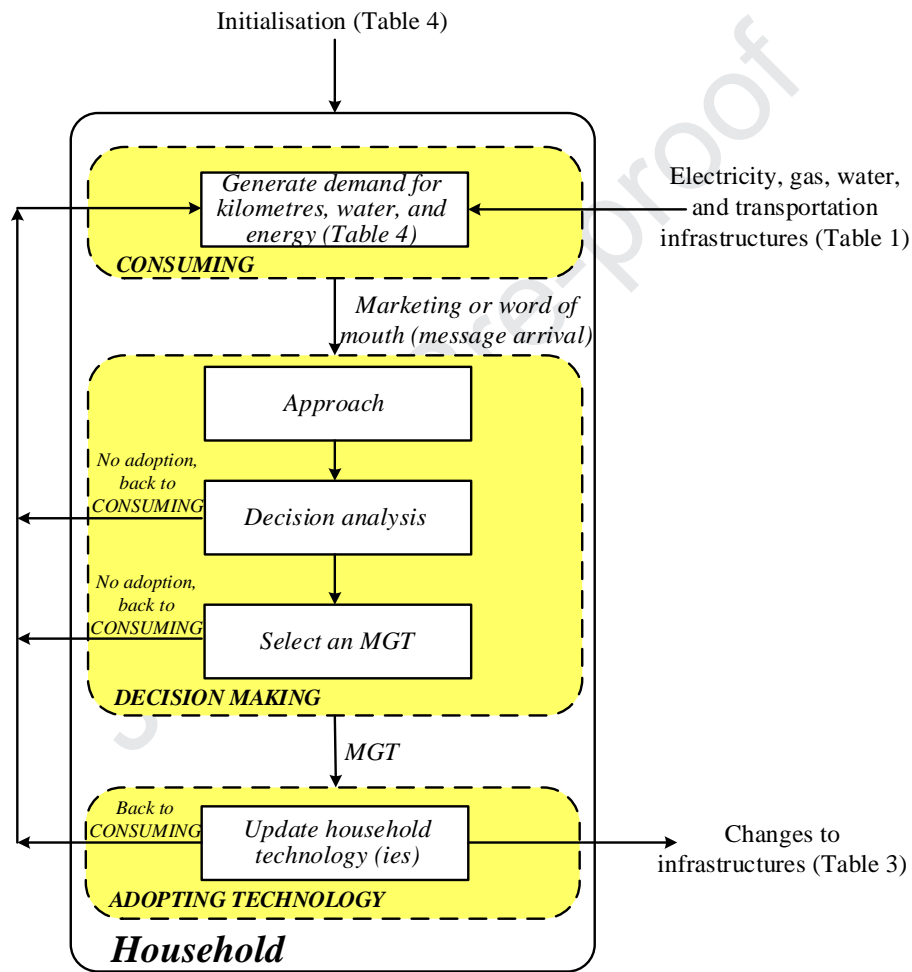 Initialisation (Table 4)
Generate demand for
kilometres, water, and
energy (Table 4)
CONSUMING
Electricity, gas, water,
and transportation
infrastructures (Table 1)
Marketing or word of
mouth (message arrival)
Approach
No adoption,
back to
CONSUMING
Decision analysis
No adoption,
back to
CONSUMING
Select an MGT
DECISION MAKING
MGT
Back to
CONSUMING
Update household
technology (ies)
ADOPTING TECHNOLOGY
Changes to
infrastructures (Table 3)
Household
re-proof